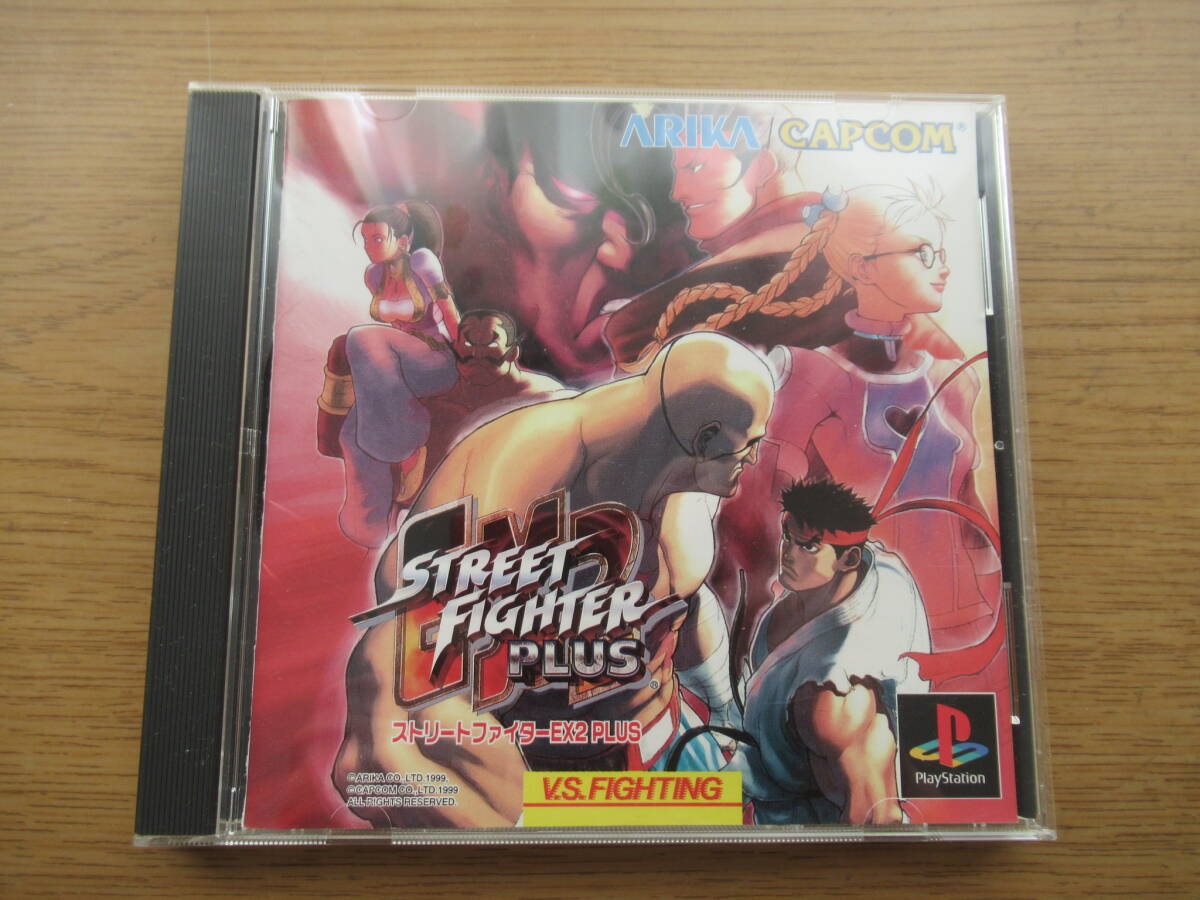 ARIKA / CAPCOM®
EX2
STREET
FIGHTER
PLUS
®
ストリートファイターEX2 PLUS
©ARIKA CO.,LTD.1999,
©CAPCOM CO.,LTD.1999
ALL RIGHTS RESERVED.
V.S. FIGHTING
PlayStation